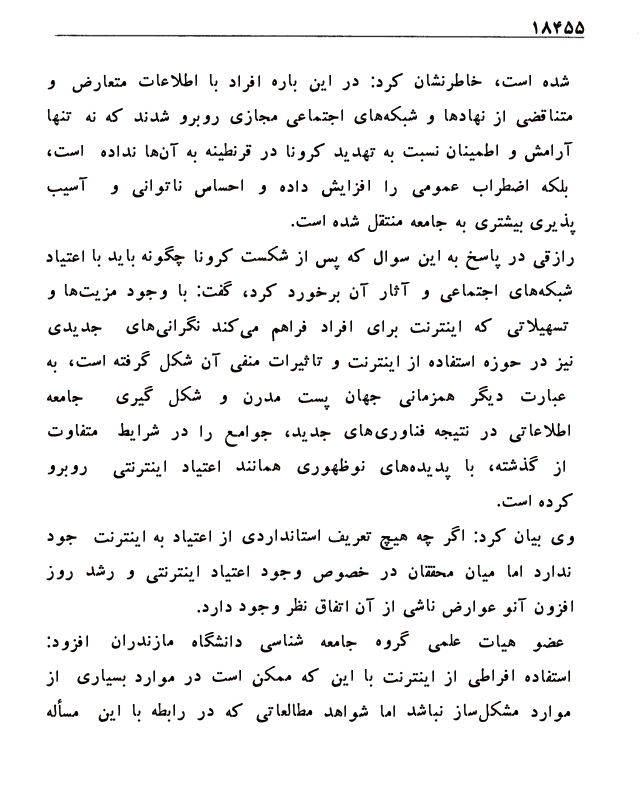 ۱۸۴۵۵
شده است، خاطرنشان کرد: در این باره افراد با اطلاعات متعارض و
متناقضی از نهادها و شبکه‌های اجتماعی مجازی روبرو شدند که نه تنها
آرامش و اطمینان نسبت به تهدید کرونا در قرنطینه به آن‌ها نداده است،
بلکه اضطراب عمومی را افزایش داده و احساس ناتوانی و آسیب
پذیری بیشتری به جامعه منتقل شده است.
رازقی در پاسخ به این سوال که پس از شکست کرونا چگونه باید با اعتیاد
شبکه‌های اجتماعی و آثار آن برخورد کرد، گفت: با وجود مزیت‌ها و
تسهیلاتی که اینترنت برای افراد فراهم می‌کند نگرانی‌های جدیدی
نیز در حوزه استفاده از اینترنت و تاثیرات منفی آن شکل گرفته است، به
عبارت دیگر همزمانی جهان پست مدرن و شکل گیری جامعه
اطلاعاتی در نتیجه فناوری‌های جدید، جوامع را در شرایط متفاوت
از گذشته، با پدیده‌های نوظهوری همانند اعتیاد اینترنتی روبرو
کرده است.
وی بیان کرد: اگر چه هیچ تعریف استانداردی از اعتیاد به اینترنت جود
ندارد اما میان محققان در خصوص وجود اعتیاد اینترنتی و رشد روز
افزون آنو عوارض ناشی از آن اتفاق نظر وجود دارد.
عضو هیات علمی گروه جامعه شناسی دانشگاه مازندران افزود:
استفاده افراطی از اینترنت با این که ممکن است در موارد بسیاری از
موارد مشکل‌ساز نباشد اما شواهد مطالعاتی که در رابطه با این مسأله